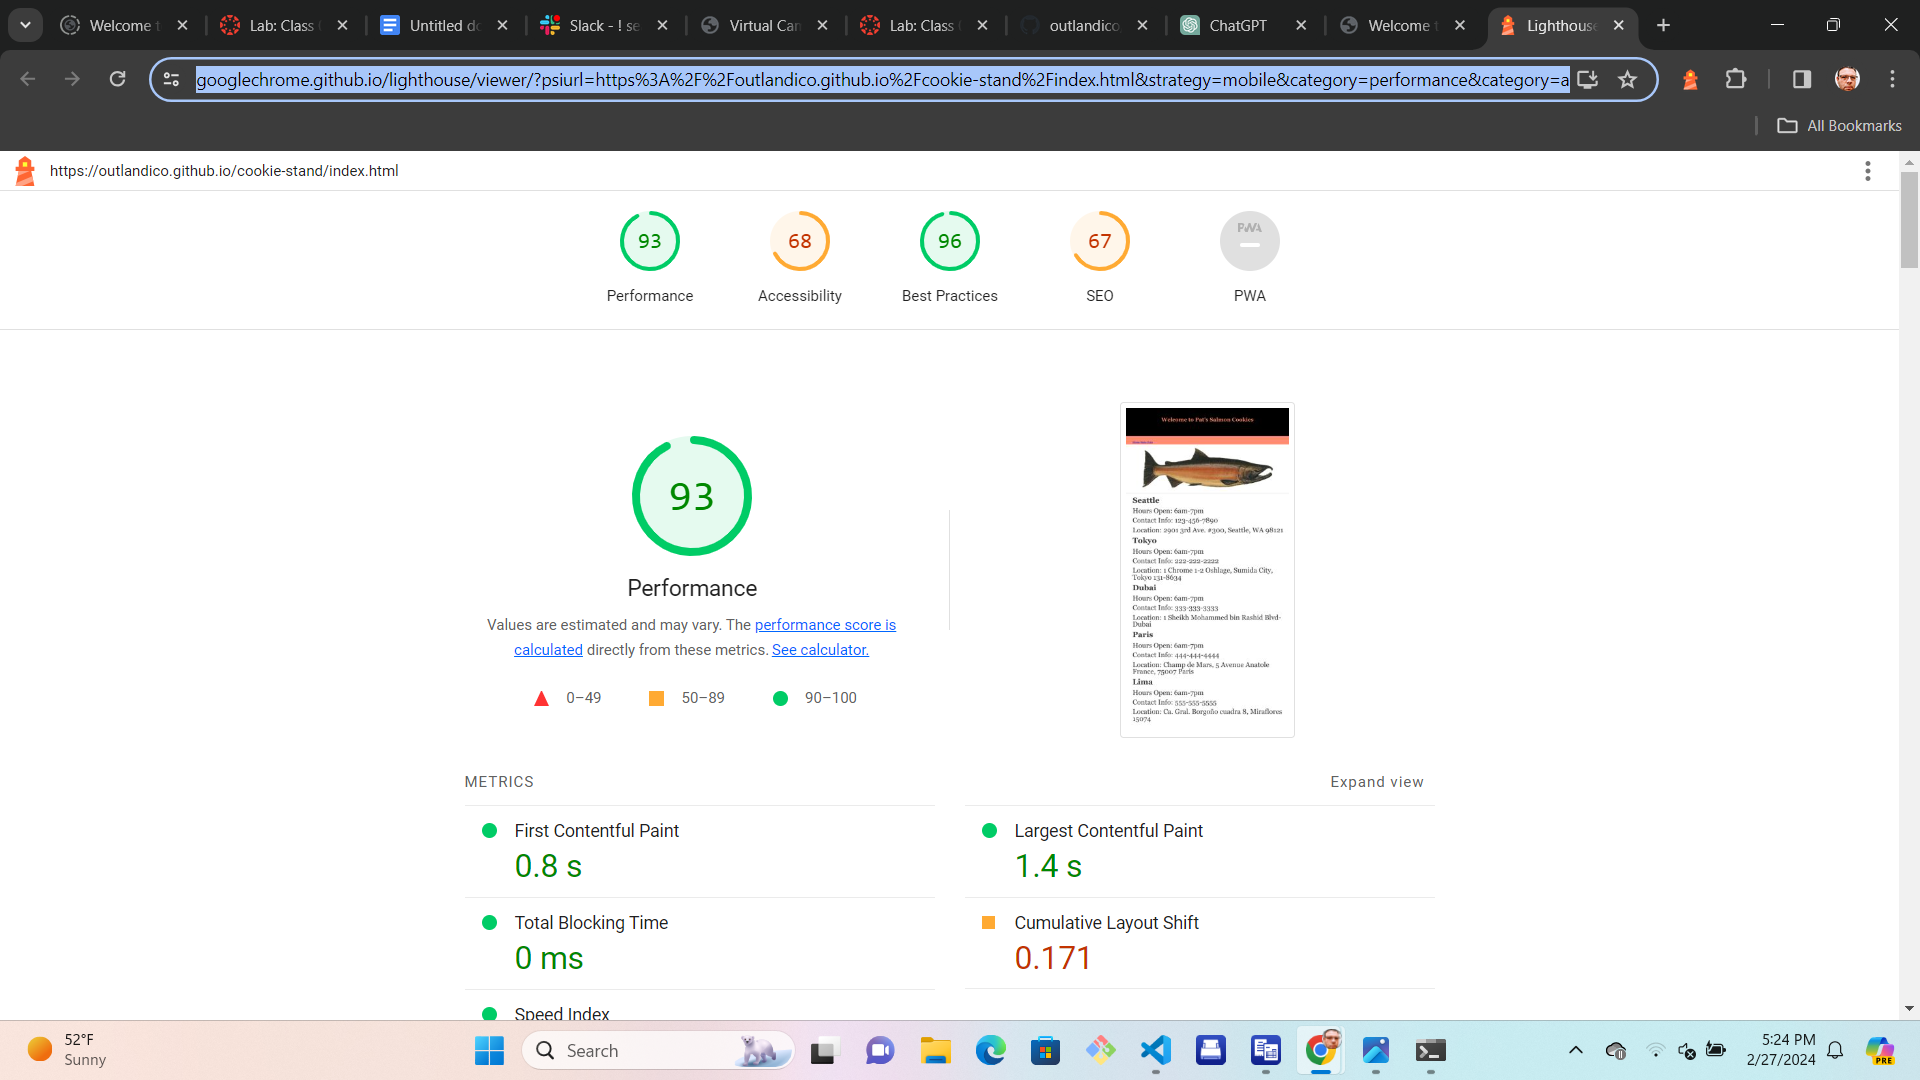 Welcome t
Lab: Class
Untitled do
Slack - ! se
Virtual Cam
Lab: Class
outlandico
ChatGPT
Welcome t
Lighthouse
googlechrome.github.io/lighthouse/viewer/?psiurl=https%3A%2F%2Foutlandico.github.io%2Fcookie-stand%2Findex.html&strategy=mobile&category=performance&category=a
All Bookmarks
https://outlandico.github.io/cookie-stand/index.html
93
68
96
67
PWA
Performance
Accessibility
Best Practices
SEO
PWA
93
Performance
Values are estimated and may vary. The performance score is
calculated directly from these metrics. See calculator.
0–49
50–89
90–100
Welcome to Pat's Salmon Cookies
Seattle
Hours Open: 6am-7pm
Contact Info: 123-456-7890
Location: 2901 3rd Ave. #300, Seattle, WA 98121
Tokyo
Hours Open: 6am-7pm
Contact Info: 222-222-2222
Location: 1 Chrome 1-2 Oshlage, Sumida City,
Tokyo 131-8634
Dubai
Hours Open: 6am-7pm
Contact Info: 333-333-3333
Location: 1 Sheikh Mohammed bin Rashid Blvd-
Dubai
Paris
Hours Open: 6am-7pm
Contact Info: 444-444-4444
Location: Champ de Mars, 5 Avenue Anatole
France, 75007 Paris
Lima
Hours Open: 6am-7pm
Contact Info: 555-555-5555
Location: Ca. Gral. Borgoño cuadra 8, Miraflores
15074
METRICS
Expand view
First Contentful Paint
0.8 s
Largest Contentful Paint
1.4 s
Total Blocking Time
0 ms
Cumulative Layout Shift
0.171
Speed Index
52°F
Sunny
Search
5:24 PM
2/27/2024
PRE